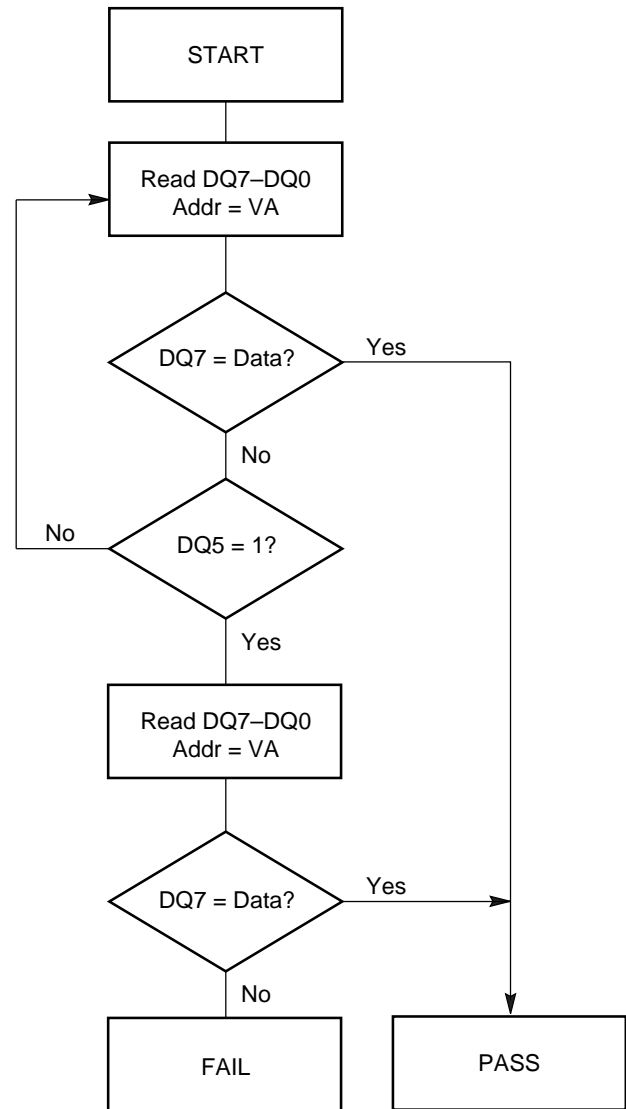 START
Read DQ7–DQ0
Addr = VA
DQ7 = Data?
Yes
No
No
DQ5 = 1?
Yes
Read DQ7–DQ0
Addr = VA
DQ7 = Data?
Yes
No
FAIL
PASS